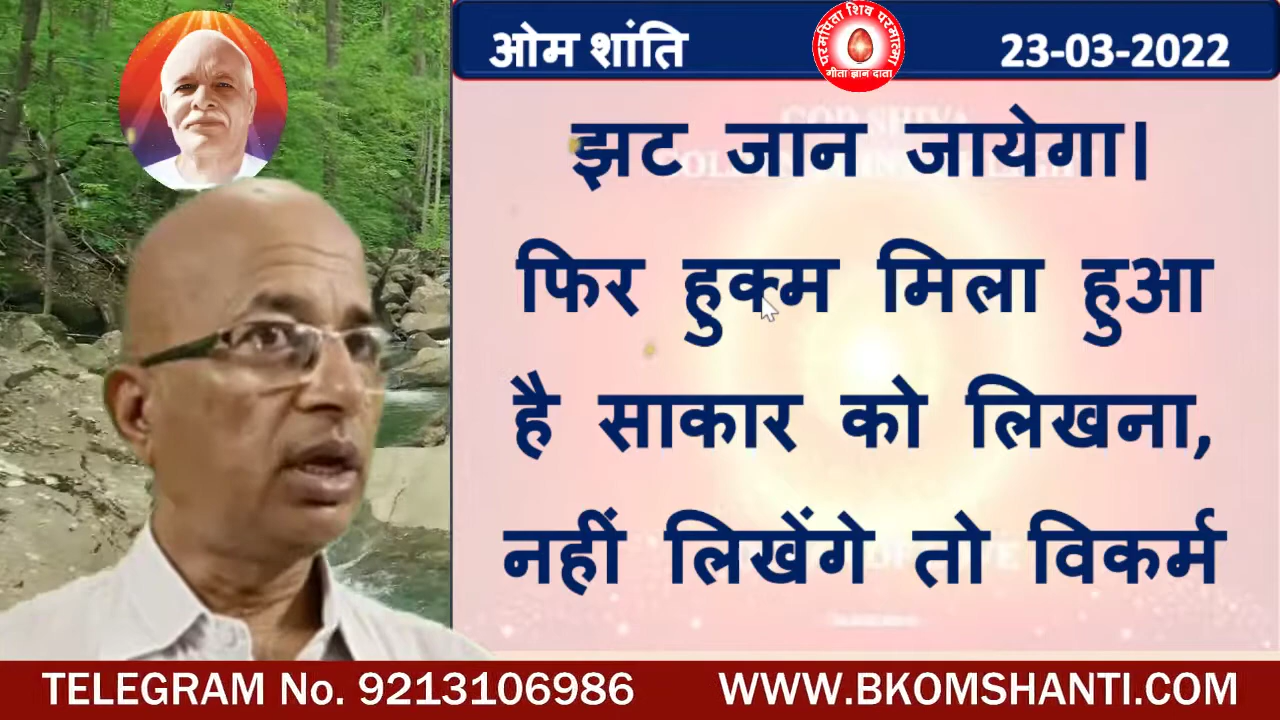 ओम शांति
परमपिता शिव परमात्मा
गीता ज्ञान दाता
23-03-2022
झट जान जायेगा।
फिर हुक्म मिला हुआ
है साकार को लिखना,
नहीं लिखेंगे तो विकर्म
TELEGRAM No. 9213106986
WWW.BKOMSHANTI.COM